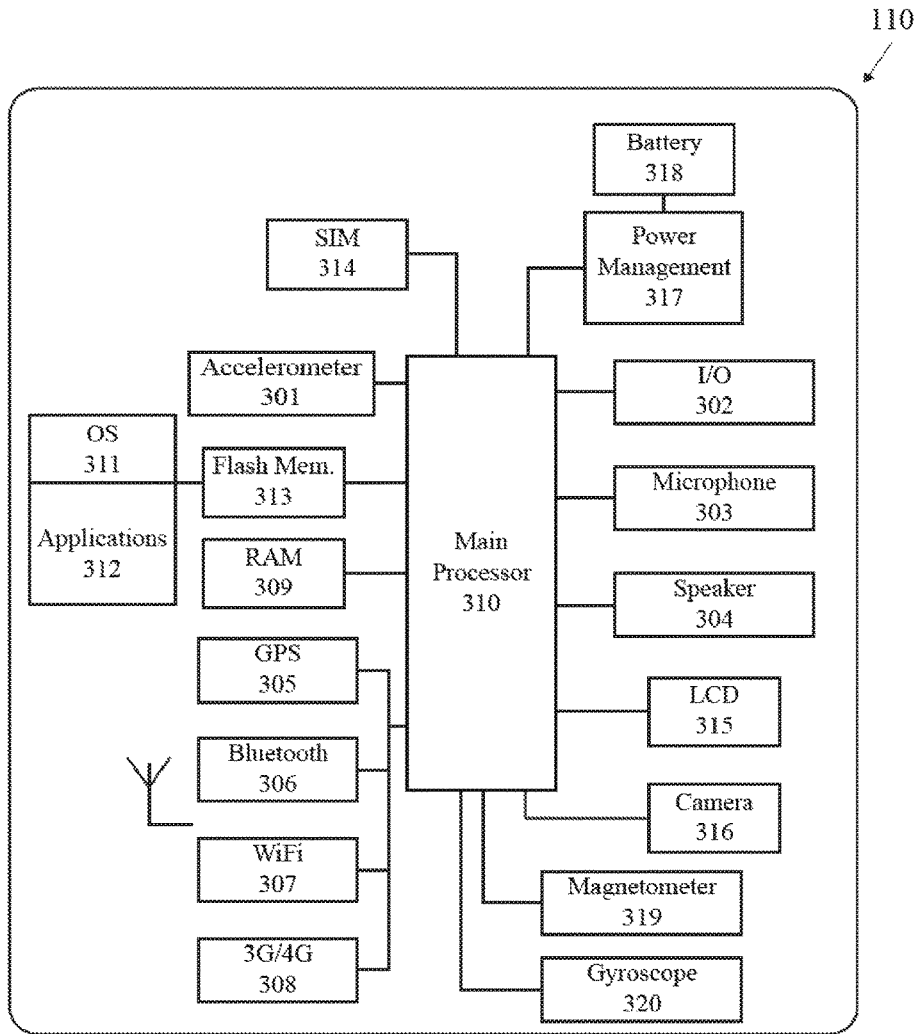 110
Battery
318
SIM
314
Power
Management
317
Accelerometer
301
I/O
302
OS
311
Flash Mem.
313
Microphone
303
Applications
312
RAM
309
Main
Processor
310
Speaker
304
GPS
305
LCD
315
Bluetooth
306
Camera
316
WiFi
307
Magnetometer
319
3G/4G
308
Gyroscope
320